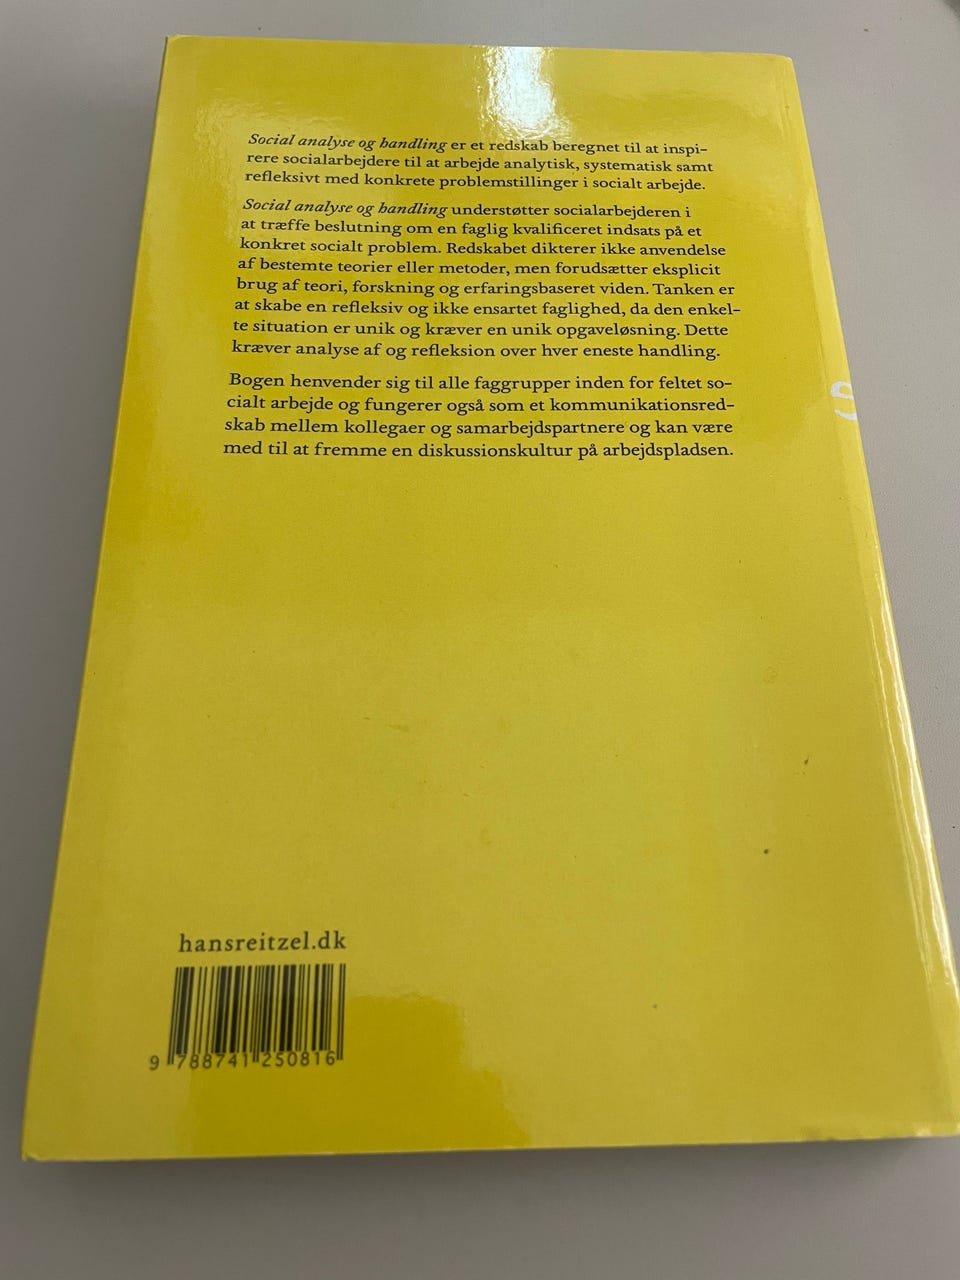 Social analyse og handling er et redskab beregnet til at inspi-
rere socialarbejdere til at arbejde analytisk, systematisk samt
refleksivt med konkrete problemstillinger i socialt arbejde.
Social analyse og handling understøtter socialarbejderen i
at træffe beslutning om en faglig kvalificeret indsats på et
konkret socialt problem. Redskabet dikterer ikke anvendelse
af bestemte teorier eller metoder, men forudsætter eksplicit
brug af teori, forskning og erfaringsbaseret viden. Tanken er
at skabe en refleksiv og ikke ensartet faglighed, da den enkel-
te situation er unik og kræver en unik opgaveløsning. Dette
kræver analyse af og refleksion over hver eneste handling.
Bogen henvender sig til alle faggrupper inden for feltet so-
cialt arbejde og fungerer også som et kommunikationsred-
skab mellem kollegaer og samarbejdspartnere og kan være
med til at fremme en diskussionskultur på arbejdspladsen.
hansreitzel.dk
9 788741 250816